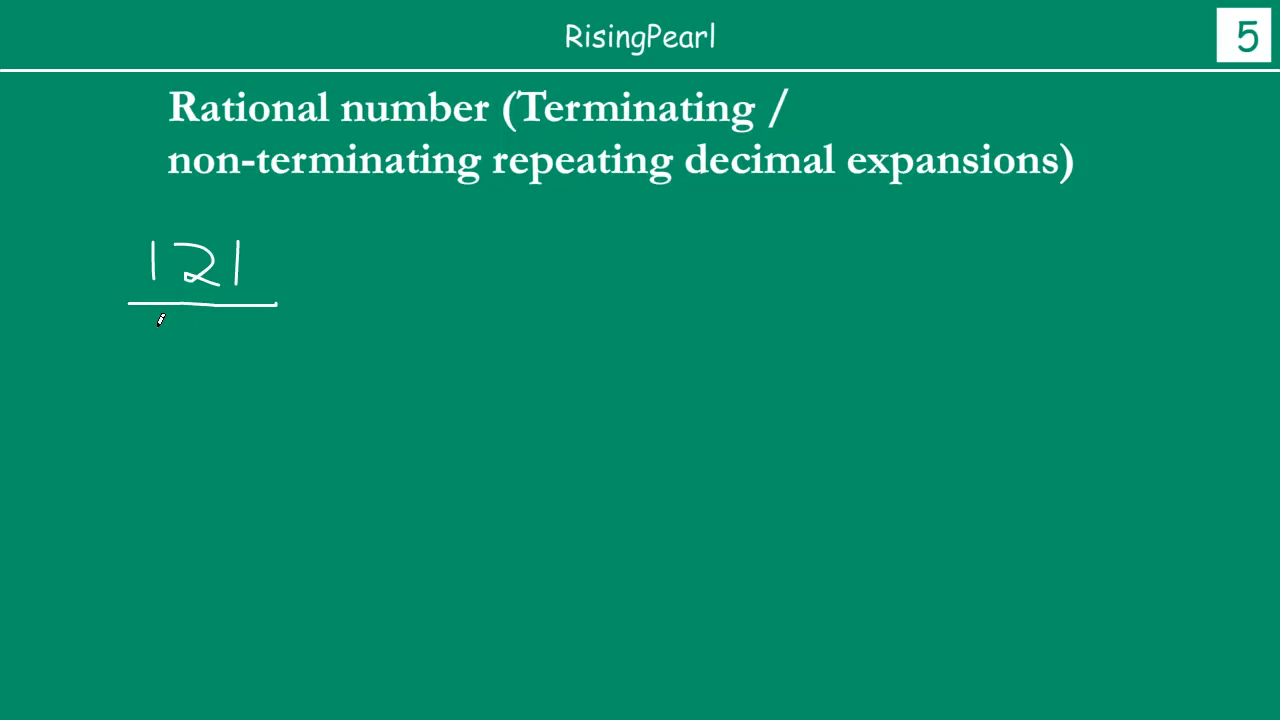 RisingPearl
5
Rational number (Terminating /
non-terminating repeating decimal expansions)
121